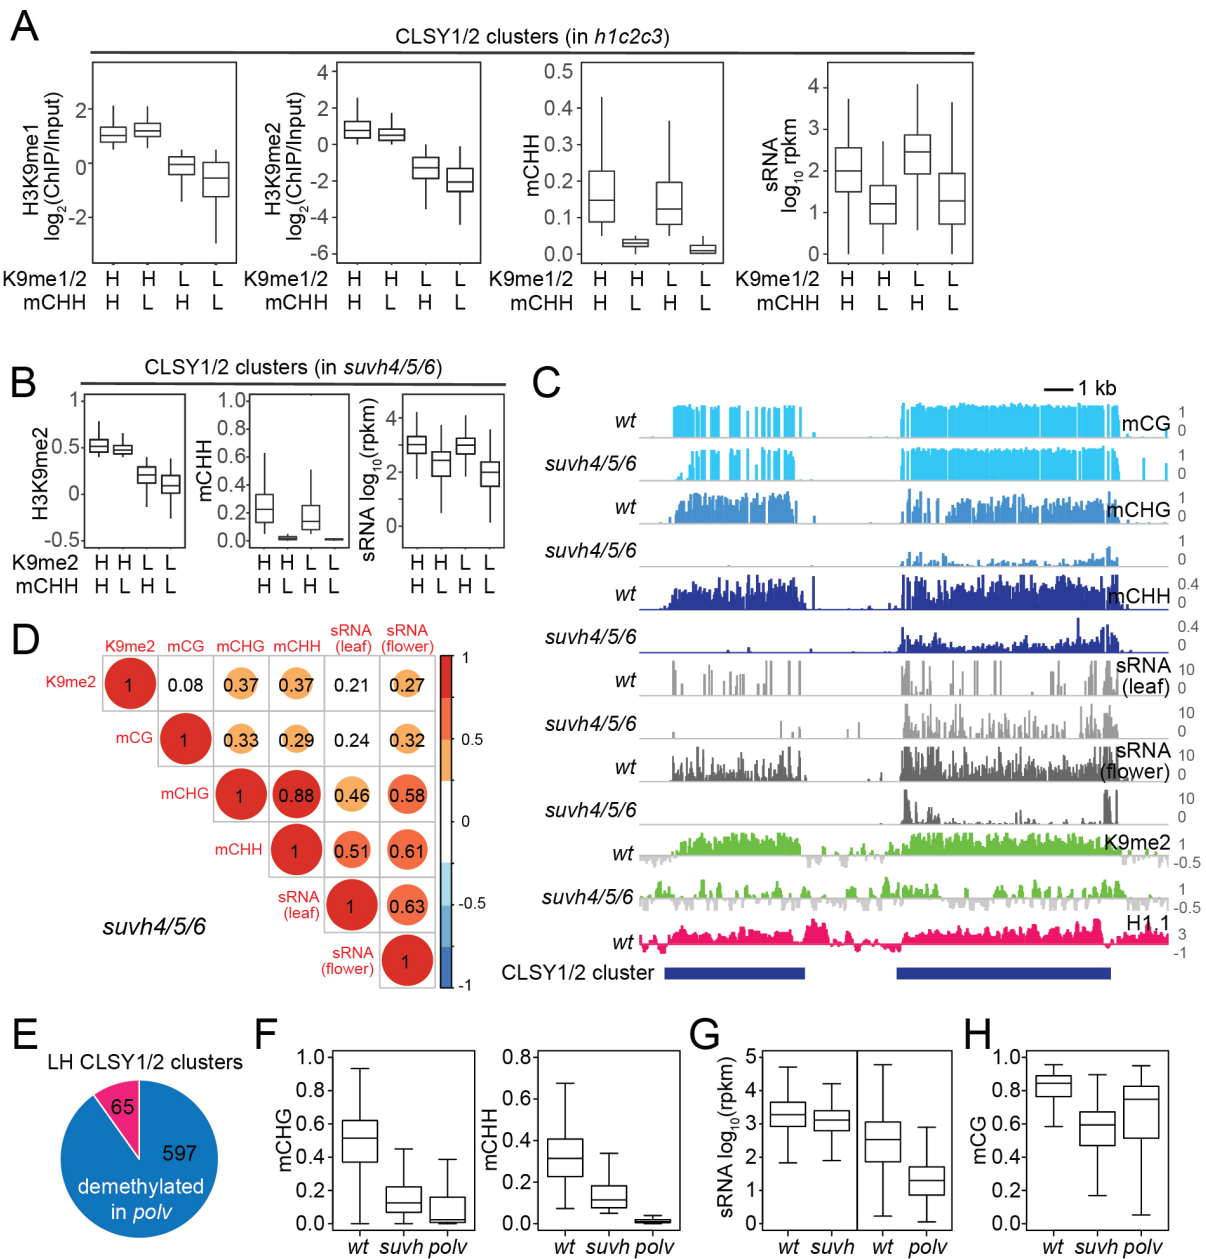 A
CLSY1/2 clusters (in h1c2c3)
H3K9me1
log2(ChIP/Input)
2
0
-2
H3K9me2
log2(ChIP/Input)
4
2
0
-2
-4
-6
mCHH
0.5
0.4
0.3
0.2
0.1
0.0
sRNA
log10 rpkm
4
3
2
1
0
K9me1/2 H H L L
mCHH H L H L
K9me1/2 H H L L
mCHH H L H L
K9me1/2 H H L L
mCHH H L H L
K9me1/2 H H L L
mCHH H L H L
B
CLSY1/2 clusters (in suvh4/5/6)
H3K9me2
1
0.5
0
-0.5
mCHH
1.0
0.8
0.6
0.4
0.2
0.0
sRNA log10(rpkm)
4
2
0
K9me2 H H L L H H L L H H L L
mCHH H L H L H L H L H L H L
C
1 kb
wt mCG 1 0
suvh4/5/6 1 0
wt mCHG 1 0
suvh4/5/6 1 0
wt mCHH 0.4 0
suvh4/5/6 0.4 0
wt sRNA (leaf) 10 0
suvh4/5/6 10 0
wt sRNA (flower) 10 0
suvh4/5/6 10 0
wt K9me2 1 -0.5
suvh4/5/6 1 -0.5
wt H1.1 3 -1
CLSY1/2 cluster
D
K9me2 mCG mCHG mCHH sRNA (leaf) sRNA (flower)
K9me2 1 0.08 0.37 0.37 0.21 0.27
mCG 1 0.33 0.29 0.24 0.32
mCHG 1 0.88 0.46 0.58
mCHH 1 0.51 0.61
sRNA (leaf) 1 0.63
sRNA (flower) 1
suvh4/5/6
1
0.5
0
-0.5
-1
E
LH CLSY1/2 clusters
65
597
demethylated
in polv
F
mCHG
1.0
0.8
0.6
0.4
0.2
0.0
wt suvh polv
mCHH
0.8
0.6
0.4
0.2
0.0
wt suvh polv
G
sRNA log10(rpkm)
5
4
3
2
1
0
wt suvh wt polv
H
mCG
1.0
0.8
0.6
0.4
0.2
0.0
wt suvh polv